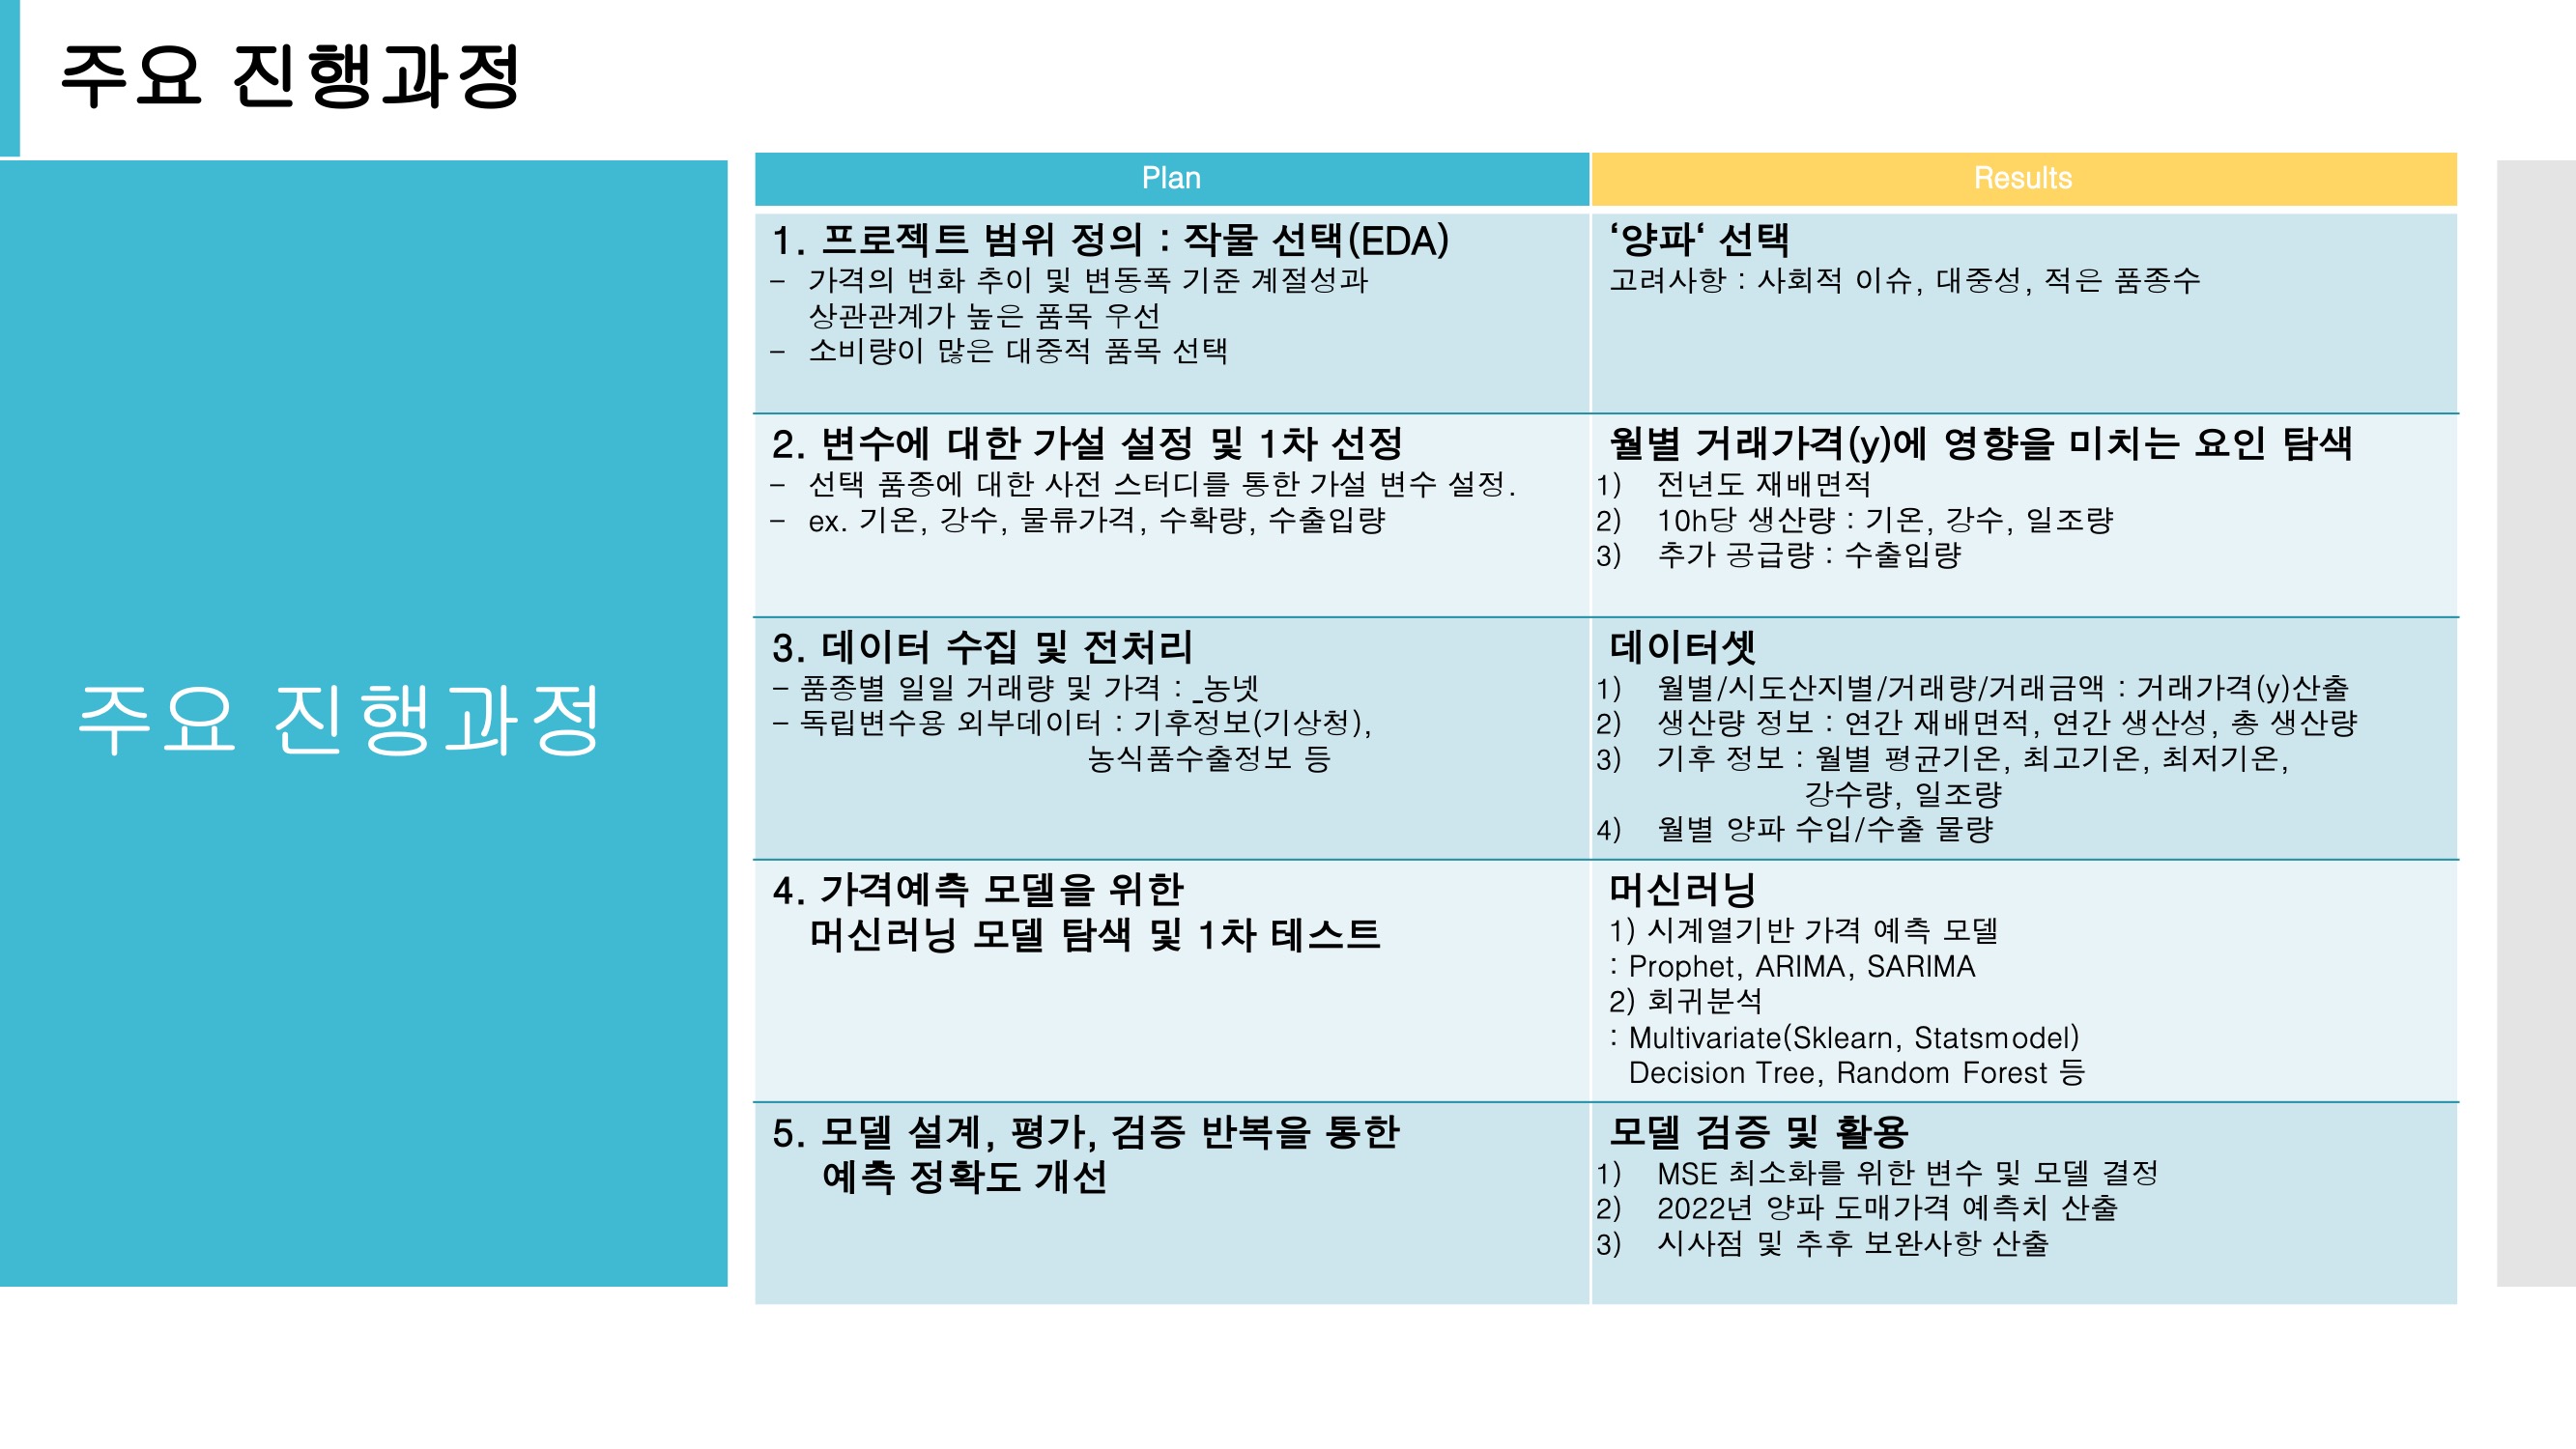 주요 진행과정
주요 진행과정
Plan
Results
1. 프로젝트 범위 정의 : 작물 선택(EDA)
- 가격의 변화 추이 및 변동폭 기준 계절성과
상관관계가 높은 품목 우선
- 소비량이 많은 대중적 품목 선택
‘양파‘ 선택
고려사항 : 사회적 이슈, 대중성, 적은 품종수
2. 변수에 대한 가설 설정 및 1차 선정
- 선택 품종에 대한 사전 스터디를 통한 가설 변수 설정.
- ex. 기온, 강수, 물류가격, 수확량, 수출입량
월별 거래가격(y)에 영향을 미치는 요인 탐색
1) 전년도 재배면적
2) 10h당 생산량 : 기온, 강수, 일조량
3) 추가 공급량 : 수출입량
3. 데이터 수집 및 전처리
- 품종별 일일 거래량 및 가격 : _농넷
- 독립변수용 외부데이터 : 기후정보(기상청),
농식품수출정보 등
데이터셋
1) 월별/시도산지별/거래량/거래금액 : 거래가격(y)산출
2) 생산량 정보 : 연간 재배면적, 연간 생산성, 총 생산량
3) 기후 정보 : 월별 평균기온, 최고기온, 최저기온,
강수량, 일조량
4) 월별 양파 수입/수출 물량
4. 가격예측 모델을 위한
머신러닝 모델 탐색 및 1차 테스트
머신러닝
1) 시계열기반 가격 예측 모델
: Prophet, ARIMA, SARIMA
2) 회귀분석
: Multivariate(Sklearn, Statsmodel)
Decision Tree, Random Forest 등
5. 모델 설계, 평가, 검증 반복을 통한
예측 정확도 개선
모델 검증 및 활용
1) MSE 최소화를 위한 변수 및 모델 결정
2) 2022년 양파 도매가격 예측치 산출
3) 시사점 및 추후 보완사항 산출